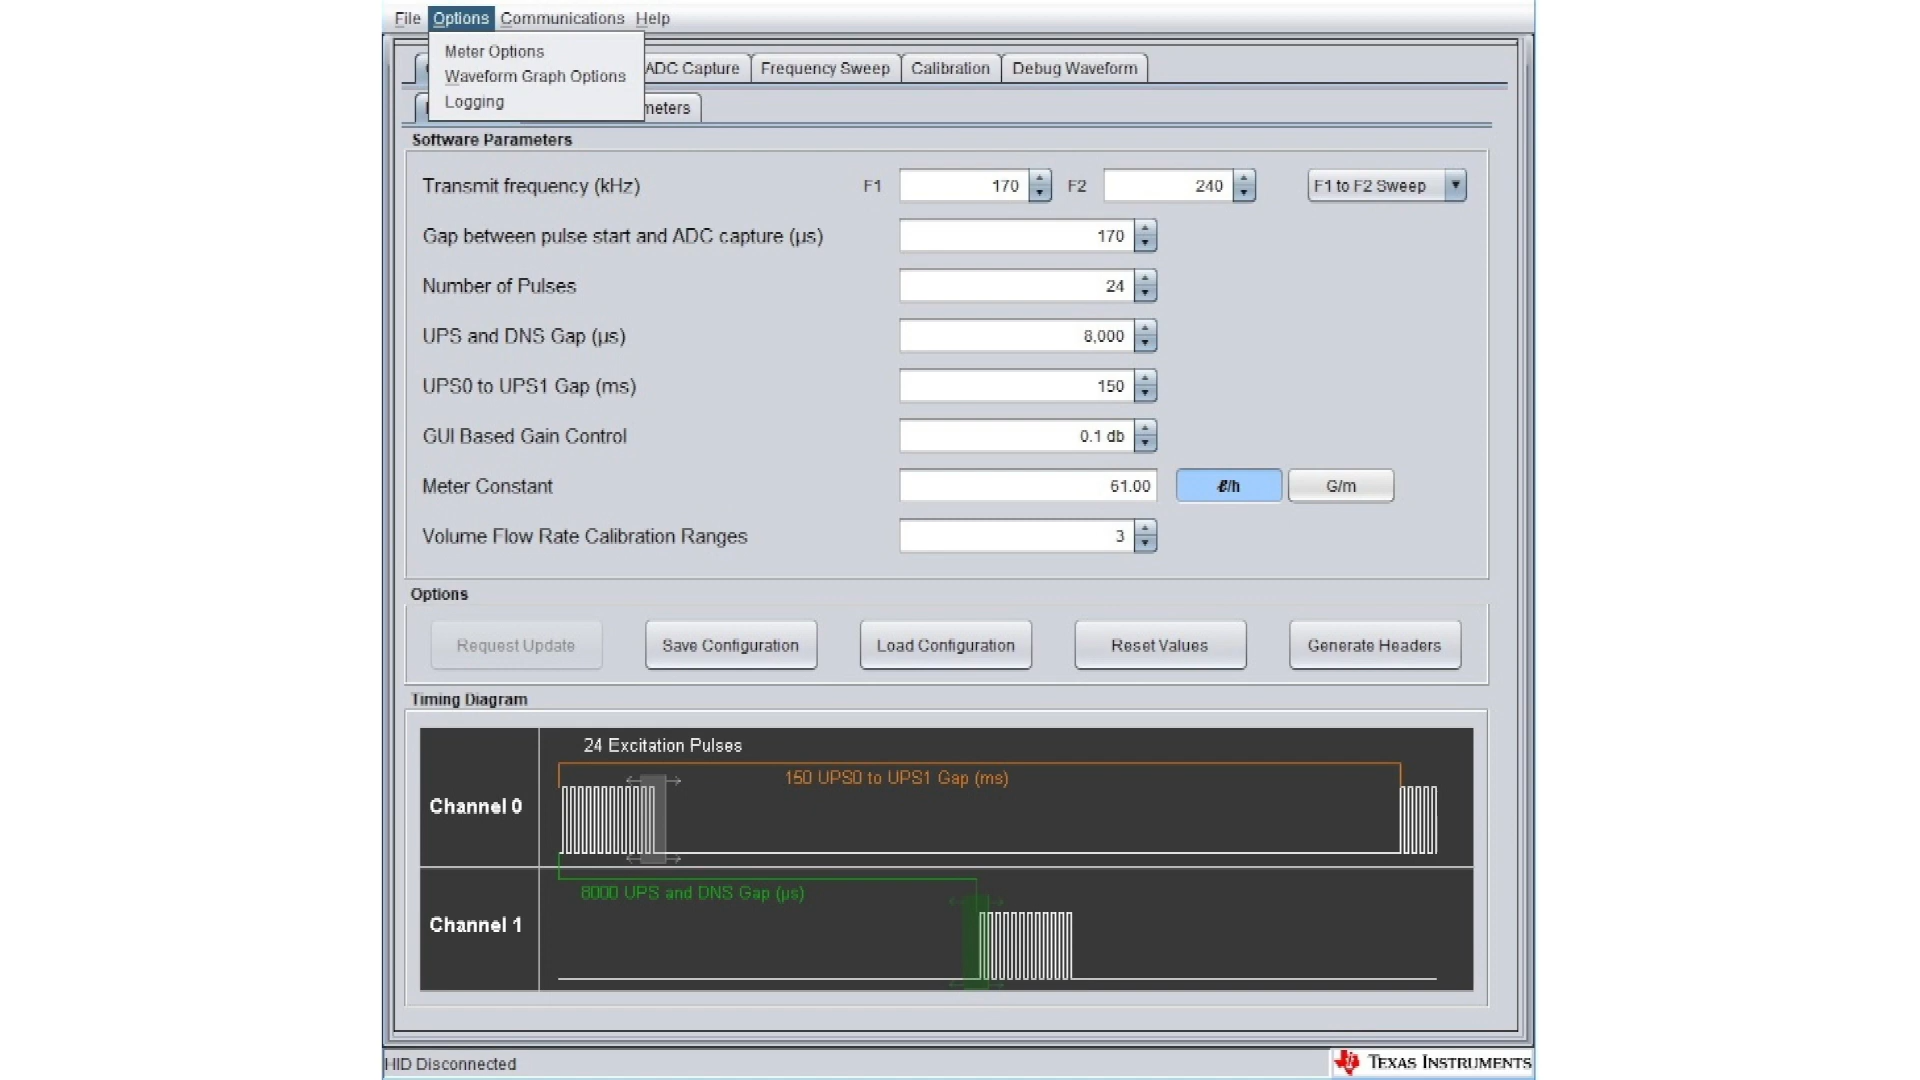 File Options Communications Help
Meter Options
Waveform Graph Options
Logging
ADC Capture Frequency Sweep Calibration Debug Waveform
meters
Software Parameters
Transmit frequency (kHz) F1 170 F2 240 F1 to F2 Sweep
Gap between pulse start and ADC capture (µs) 170
Number of Pulses 24
UPS and DNS Gap (µs) 8,000
UPS0 to UPS1 Gap (ms) 150
GUI Based Gain Control 0.1 db
Meter Constant 61.00 ℓ/h G/m
Volume Flow Rate Calibration Ranges 3
Options
Request Update Save Configuration Load Configuration Reset Values Generate Headers
Timing Diagram
24 Excitation Pulses
150 UPS0 to UPS1 Gap (ms)
Channel 0
8000 UPS and DNS Gap (µs)
Channel 1
HID Disconnected
TEXAS INSTRUMENTS